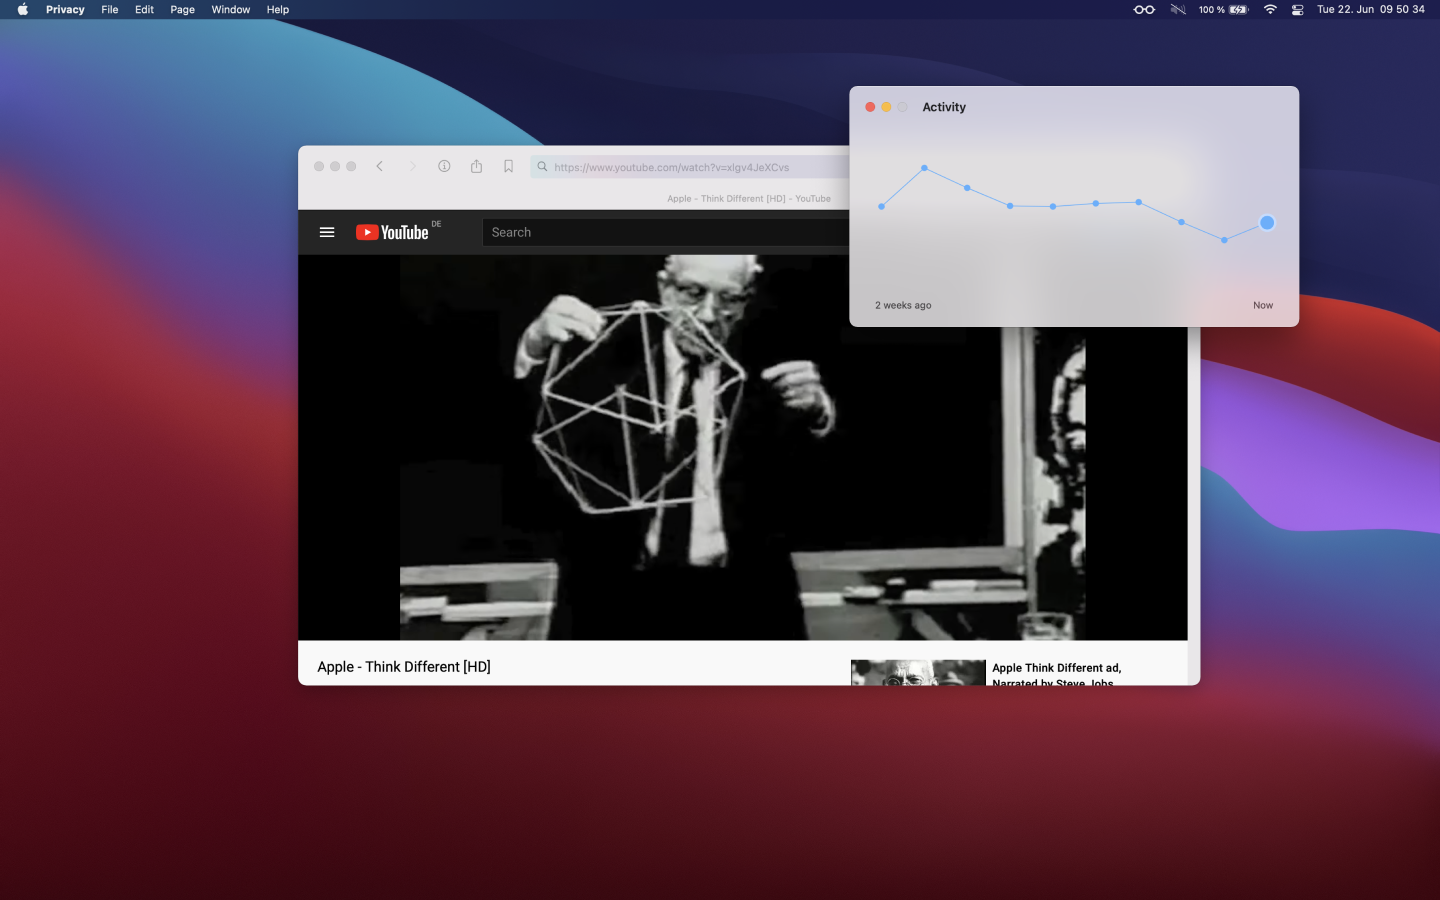 Privacy File Edit Page Window Help 100 % Tue 22. Jun 09 50 34
Activity
2 weeks ago Now
https://www.youtube.com/watch?v=xIgv4JeXCvs
Apple - Think Different [HD] - YouTube
YouTube DE Search
Apple - Think Different [HD]
Apple Think Different ad,
Narrated by Steve Jobs